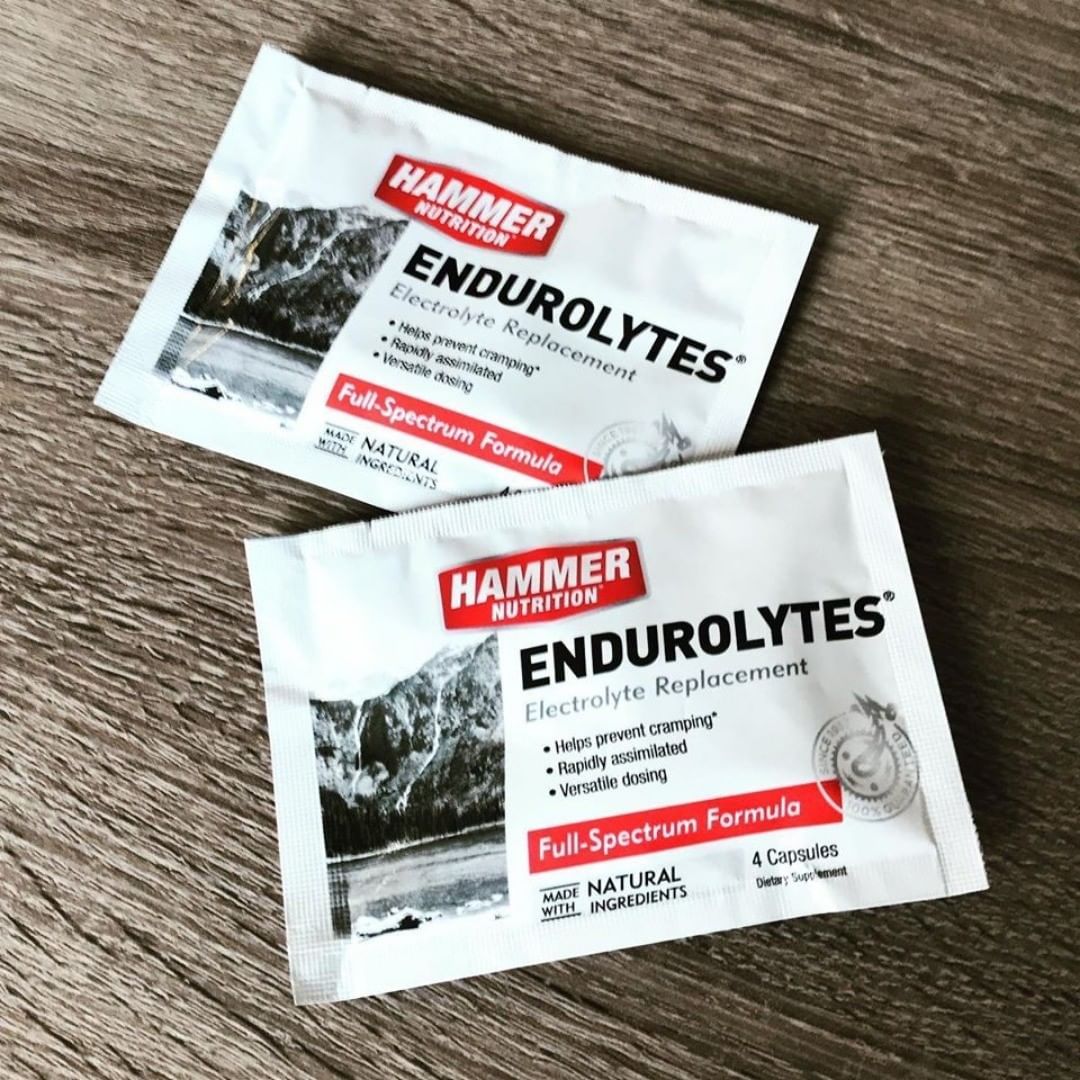 HAMMER
NUTRITION™
ENDUROLYTES®
Electrolyte Replacement
• Helps prevent cramping*
• Rapidly assimilated
• Versatile dosing
Full-Spectrum Formula
MADE WITH NATURAL INGREDIENTS
HAMMER
NUTRITION™
ENDUROLYTES®
Electrolyte Replacement
• Helps prevent cramping*
• Rapidly assimilated
• Versatile dosing
Full-Spectrum Formula
MADE WITH NATURAL INGREDIENTS
4 Capsules
Dietary Supplement